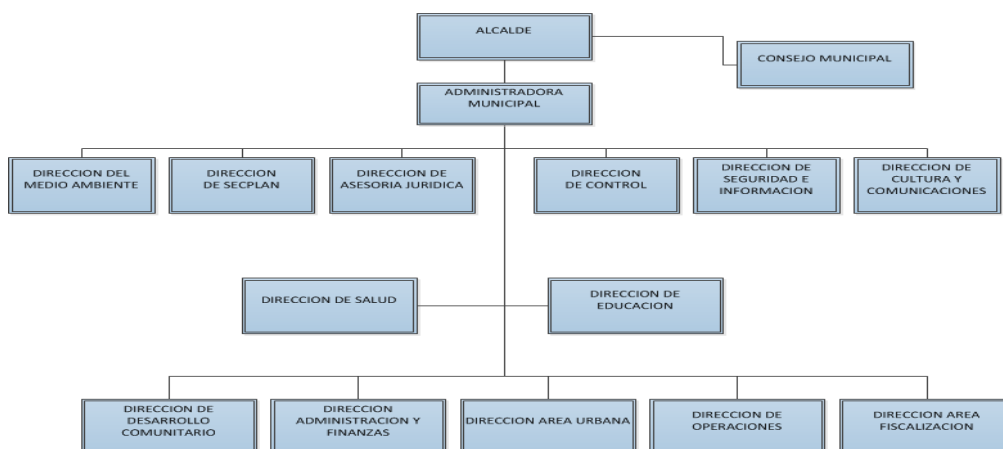 ALCALDE
CONSEJO MUNICIPAL
ADMINISTRADORA
MUNICIPAL
DIRECCION DEL
MEDIO AMBIENTE
DIRECCION
DE SECPLAN
DIRECCION DE
ASESORIA JURIDICA
DIRECCION
DE CONTROL
DIRECCION DE
SEGURIDAD E
INFORMACION
DIRECCION DE
CULTURA Y
COMUNICACIONES
DIRECCION DE SALUD
DIRECCION DE
EDUCACION
DIRECCION DE
DESARROLLO
COMUNITARIO
DIRECCION
ADMINISTRACION Y
FINANZAS
DIRECCION AREA URBANA
DIRECCION DE
OPERACIONES
DIRECCION AREA
FISCALIZACION